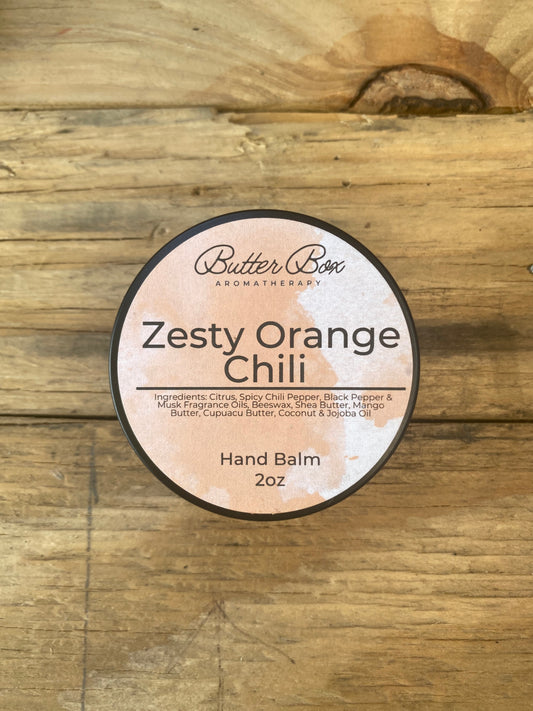 Butter Box
AROMATHERAPY
Zesty Orange
Chili
Ingredients: Citrus, Spicy Chili Pepper, Black Pepper &
Musk Fragrance Oils, Beeswax, Shea Butter, Mango
Butter, Cupuacu Butter, Coconut & Jojoba Oil
Hand Balm
2oz